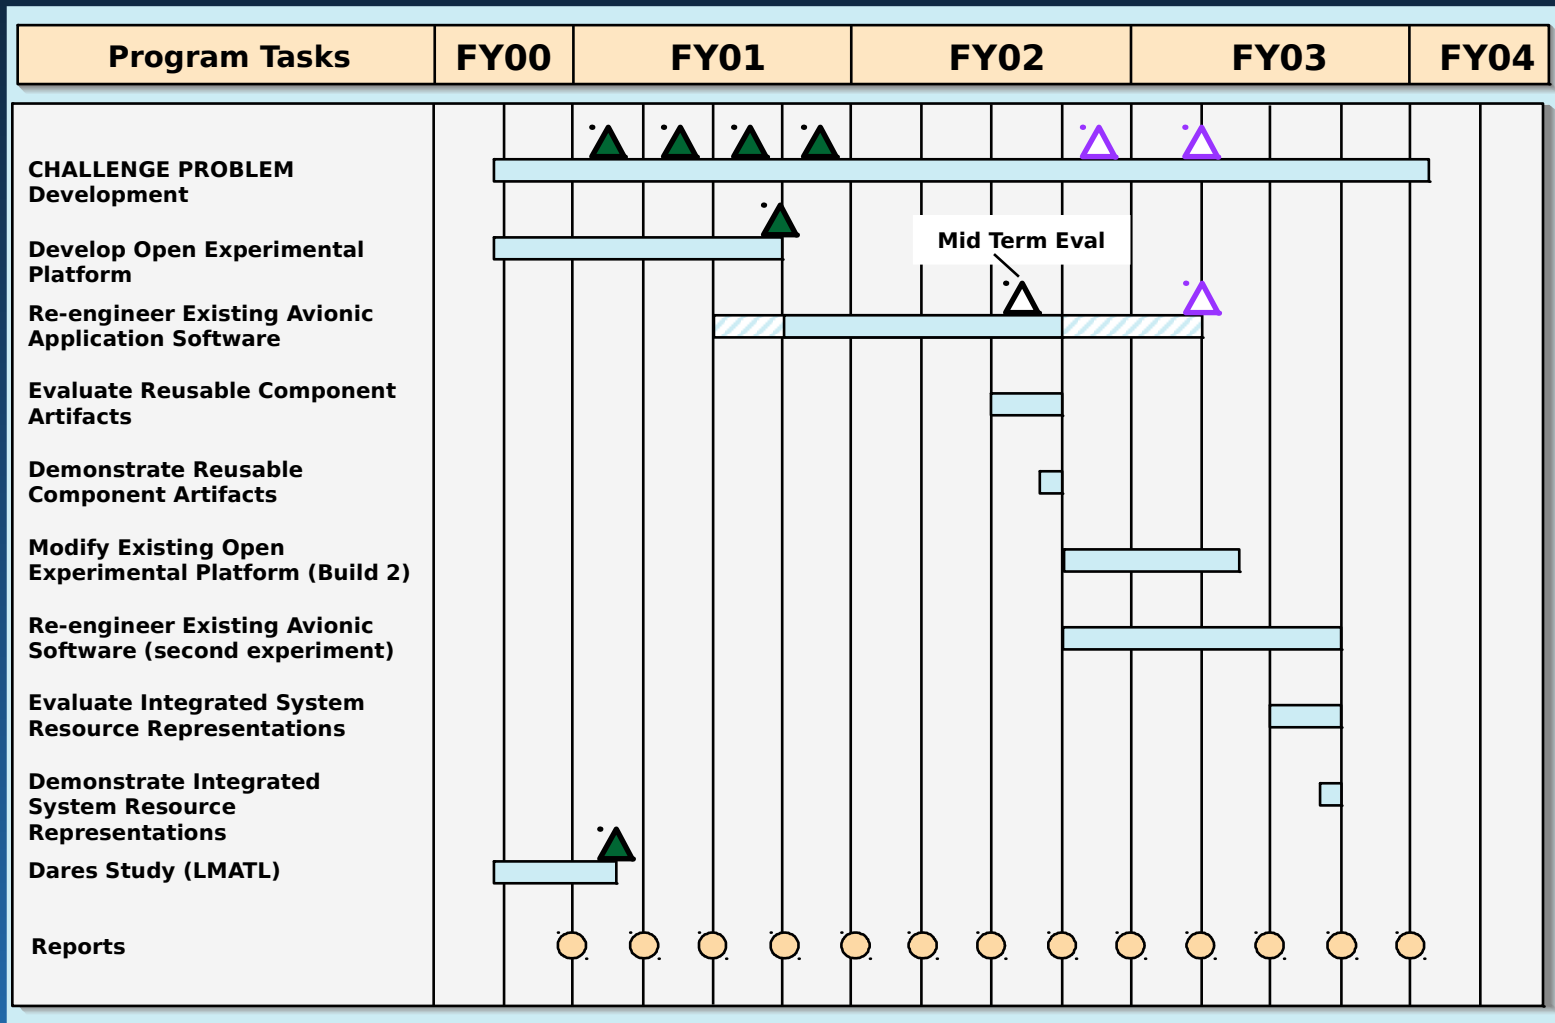 Program Tasks
FY00
FY01
FY02
FY03
FY04
CHALLENGE PROBLEM
Development
Develop Open Experimental
Platform
Mid Term Eval
Re-engineer Existing Avionic
Application Software
Evaluate Reusable Component
Artifacts
Demonstrate Reusable
Component Artifacts
Modify Existing Open
Experimental Platform (Build 2)
Re-engineer Existing Avionic
Software (second experiment)
Evaluate Integrated System
Resource Representations
Demonstrate Integrated
System Resource
Representations
Dares Study (LMATL)
Reports